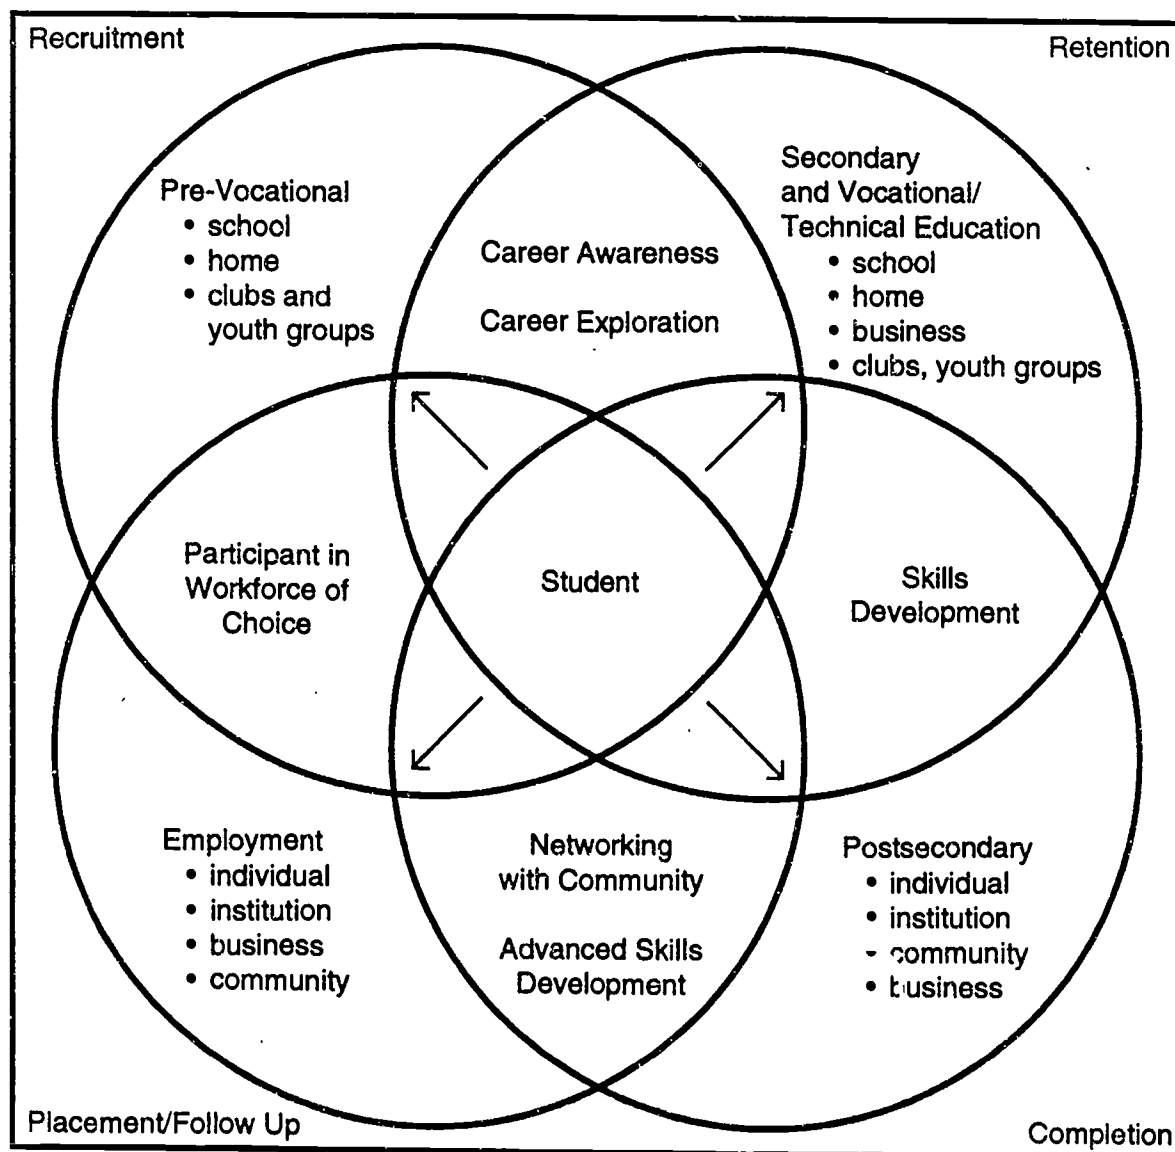 Recruitment
Retention
Pre-Vocational
• school
• home
• clubs and
youth groups
Career Awareness
Career Exploration
Secondary
and Vocational/
Technical Education
• school
• home
• business
• clubs, youth groups
Participant in
Workforce of
Choice
Student
Skills
Development
Employment
• individual
• institution
• business
• community
Networking
with Community
Advanced Skills
Development
Postsecondary
• individual
• institution
• community
• business
Placement/Follow Up
Completion